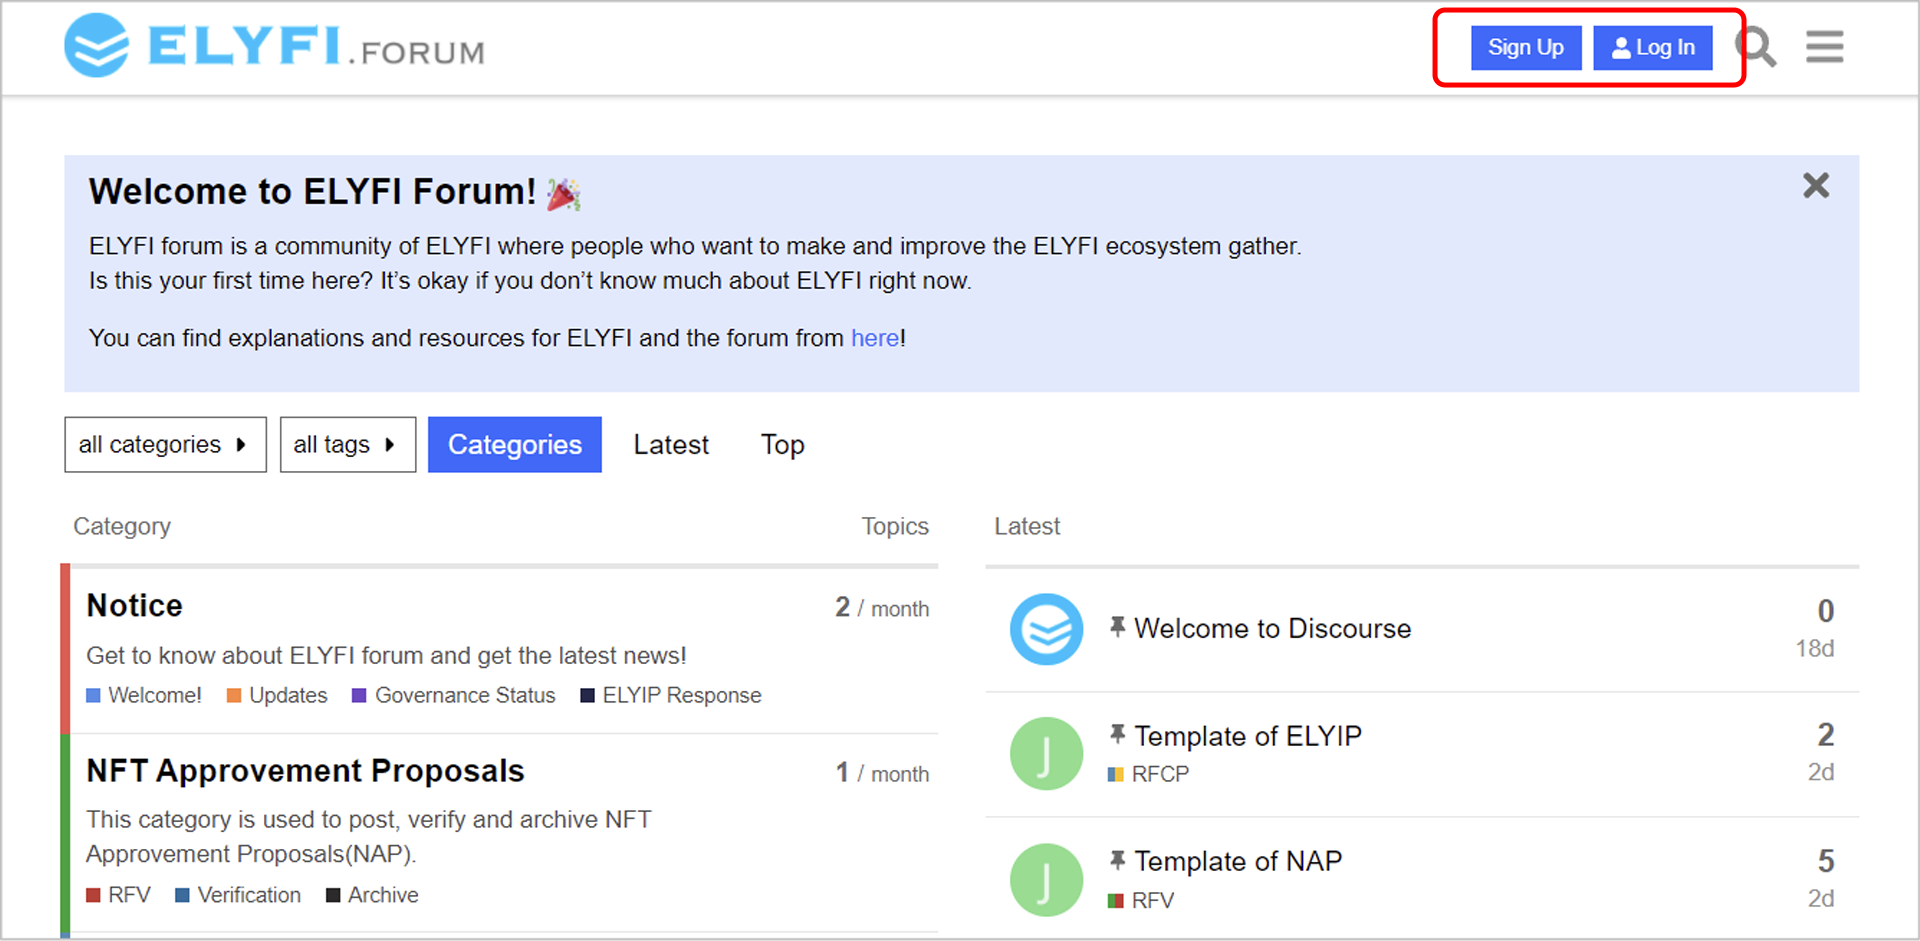 ELYFI.FORUM
Sign Up
Log In
Welcome to ELYFI Forum!
ELYFI forum is a community of ELYFI where people who want to make and improve the ELYFI ecosystem gather.
Is this your first time here? It’s okay if you don’t know much about ELYFI right now.
You can find explanations and resources for ELYFI and the forum from here!
all categories
all tags
Categories
Latest
Top
Category
Topics
Notice
2 / month
Get to know about ELYFI forum and get the latest news!
Welcome! Updates Governance Status ELYIP Response
NFT Approvement Proposals
1 / month
This category is used to post, verify and archive NFT
Approvement Proposals(NAP).
RFV Verification Archive
Latest
Welcome to Discourse
0
18d
Template of ELYIP
2
RFCP
2d
Template of NAP
5
RFV
2d
J
J